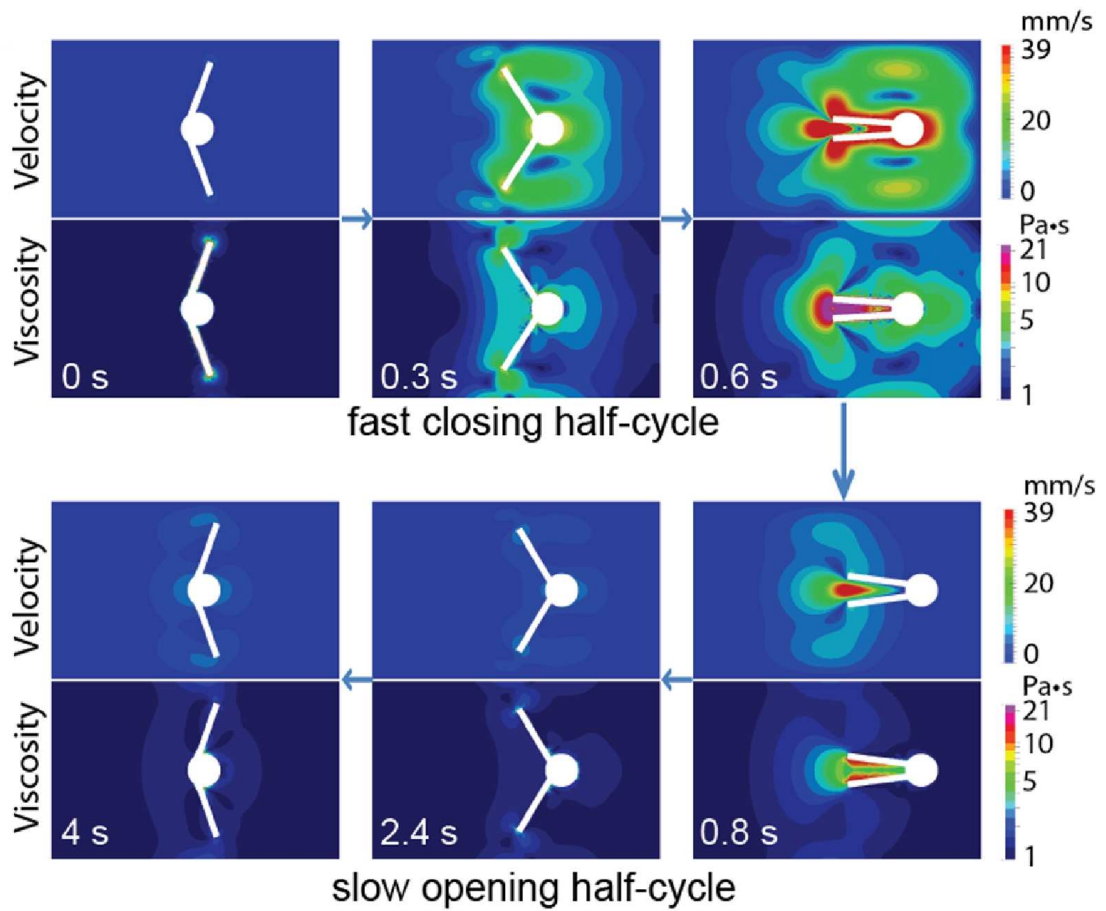 mm/s
Velocity
39
20
0
Pa•s
Viscosity
21
10
5
1
0 s
0.3 s
0.6 s
fast closing half-cycle
mm/s
Velocity
39
20
0
Pa•s
Viscosity
21
10
5
1
4 s
2.4 s
0.8 s
slow opening half-cycle